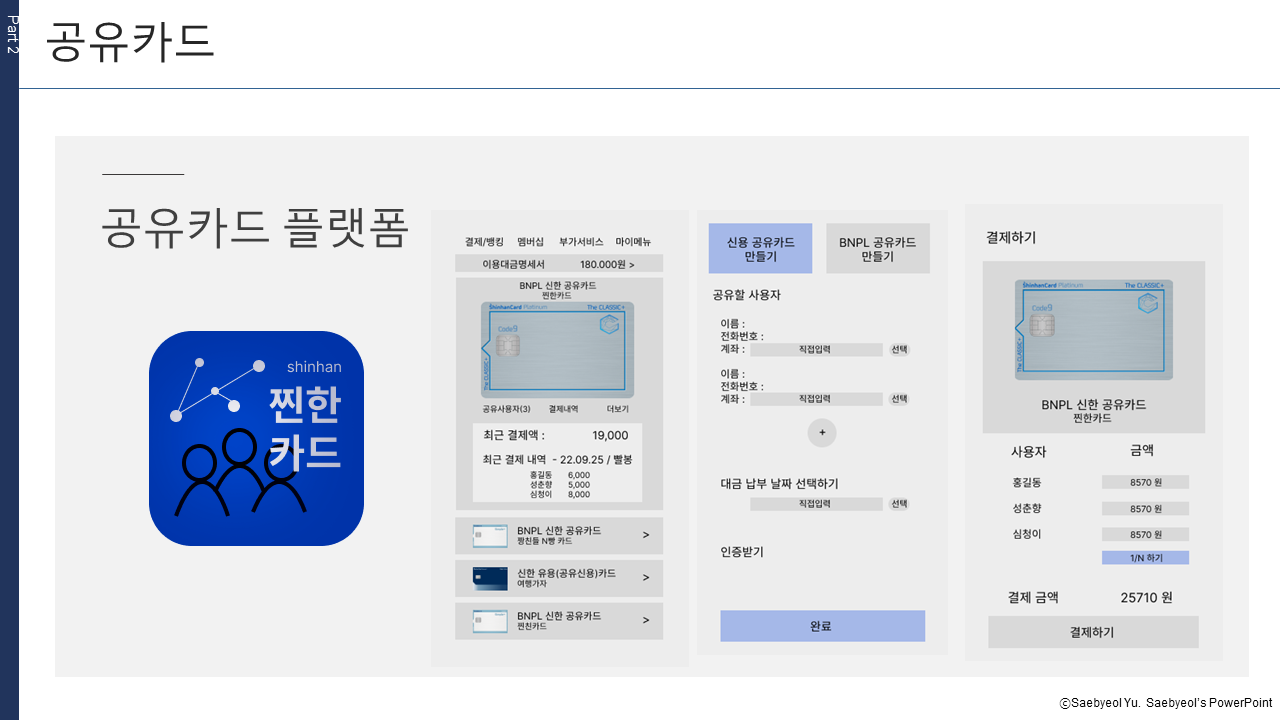 Part 2
공유카드
공유카드 플랫폼
shinhan
찐한
카드
결제/뱅킹 멤버십 부가서비스 마이메뉴
이용대금명세서 180.000원 >
BNPL 신한 공유카드
찐한카드
ShinhanCard Platinum The CLASSIC+
Code9
The CLASSIC+
공유사용자(3) 결제내역 더보기
최근 결제액 : 19,000
최근 결제 내역 - 22.09.25 / 빨봉
홍길동 6,000
성춘향 5,000
심청이 8,000
BNPL 신한 공유카드
짱친들 N빵 카드
>
신한 유용(공유신용)카드
여행가자
>
BNPL 신한 공유카드
찐친카드
>
신용 공유카드
만들기
BNPL 공유카드
만들기
공유할 사용자
이름 :
전화번호 :
계좌 : 직접입력 선택
이름 :
전화번호 :
계좌 : 직접입력 선택
+
대금 납부 날짜 선택하기
직접입력 선택
인증받기
완료
결제하기
ShinhanCard Platinum The CLASSIC+
Code9
The CLASSIC+
BNPL 신한 공유카드
찐한카드
사용자 금액
홍길동 8570 원
성춘향 8570 원
심청이 8570 원
1/N 하기
결제 금액 25710 원
결제하기
ⓒSaebyeol Yu. Saebyeol's PowerPoint